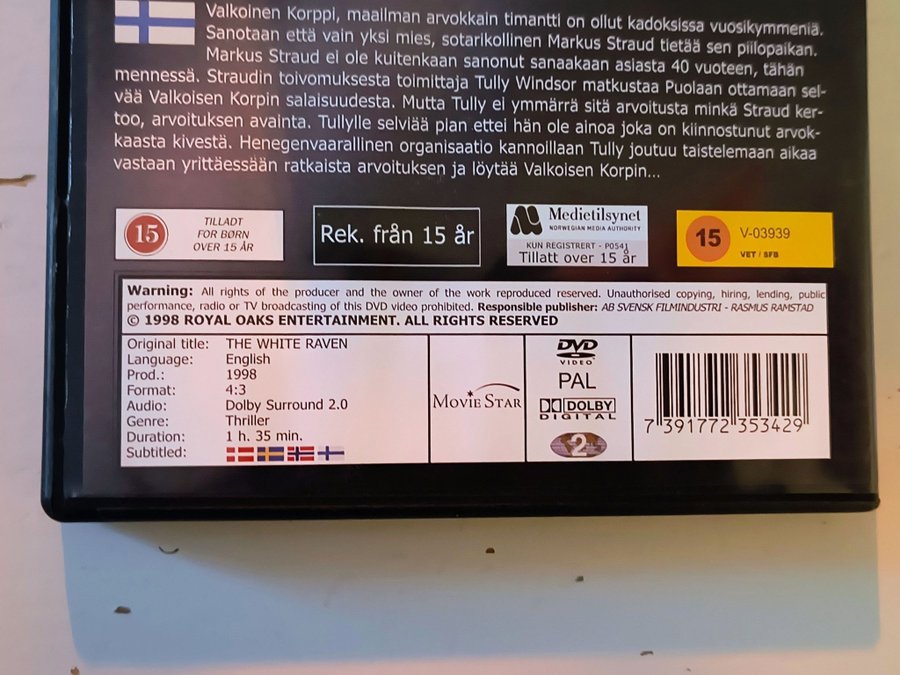 Valkoinen Korppi, maailman arvokkain timantti on ollut kadoksissa vuosikymmeniä.
Sanotaan että vain yksi mies, sotarikollinen Markus Straud tietää sen piilopaikan.
Markus Straud ei ole kuitenkaan sanonut sanaakaan asiasta 40 vuoteen, tähän
mennessä. Straudin toivomuksesta toimittaja Tully Windsor matkustaa Puolaan ottamaan sel-
vää Valkoisen Korpin salaisuudesta. Mutta Tully ei ymmärrä sitä arvoitusta minkä Straud ker-
too, arvoituksen avainta. Tullylle selviää pian ettei hän ole ainoa joka on kiinnostunut arvok-
kaasta kivestä. Henegenvaarallinen organisaatio kannoillaan Tully joutuu taistelemaan aikaa
vastaan yrittäessään ratkaista arvoituksen ja löytää Valkoisen Korpin...
15
TILLADT
FOR BØRN
OVER 15 ÅR
Rek. från 15 år
Medietilsynet
NORWEGIAN MEDIA AUTHORITY
KUN REGISTRERT - P0541
Tillatt over 15 år
15
V-03939
VET / SFB
Warning: All rights of the producer and the owner of the work reproduced reserved. Unauthorised copying, hiring, lending, public
performance, radio or TV broadcasting of this DVD video prohibited. Responsible publisher: AB SVENSK FILMINDUSTRI - RASMUS RAMSTAD
© 1998 ROYAL OAKS ENTERTAINMENT. ALL RIGHTS RESERVED
Original title: THE WHITE RAVEN
Language: English
Prod.: 1998
Format: 4:3
Audio: Dolby Surround 2.0
Genre: Thriller
Duration: 1 h. 35 min.
Subtitled:
MOVIE STAR
DVD
VIDEO
PAL
DOLBY
DIGITAL
2
7 391772 353429